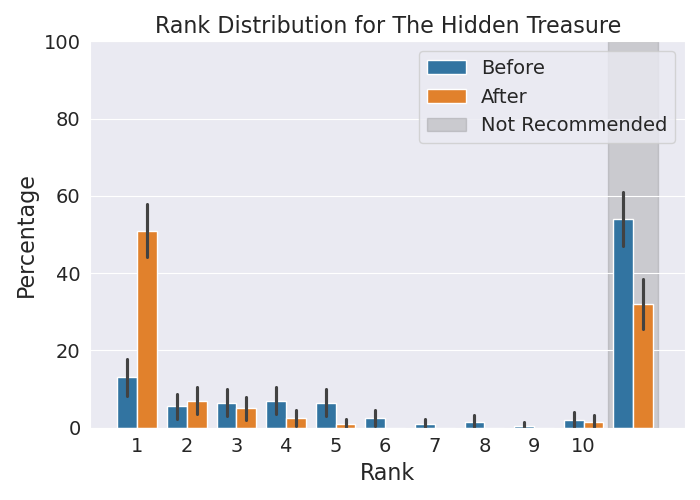 Rank Distribution for The Hidden Treasure
100
80
60
40
20
0
Percentage
Before
After
Not Recommended
1 2 3 4 5 6 7 8 9 10
Rank